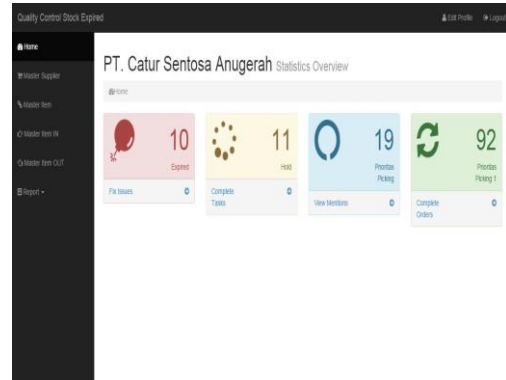 Quality Control Stock Expired
Edit Profile
Logout
Home
Master Supplier
Master Item
Master Item IN
Master Item OUT
Report
PT. Catur Sentosa Anugerah Statistics Overview
Home
10
Expired
Fix Issues
11
Hold
Complete
Tasks
19
Prioritas
Picking
View Mentions
92
Prioritas
Picking 1
Complete
Orders